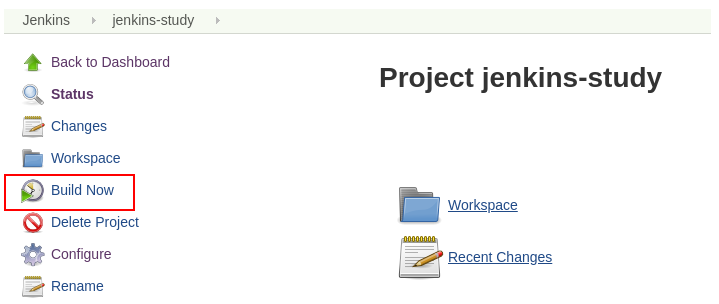 Jenkins jenkins-study
Back to Dashboard
Status
Changes
Workspace
Build Now
Delete Project
Configure
Rename
Project jenkins-study
Workspace
Recent Changes